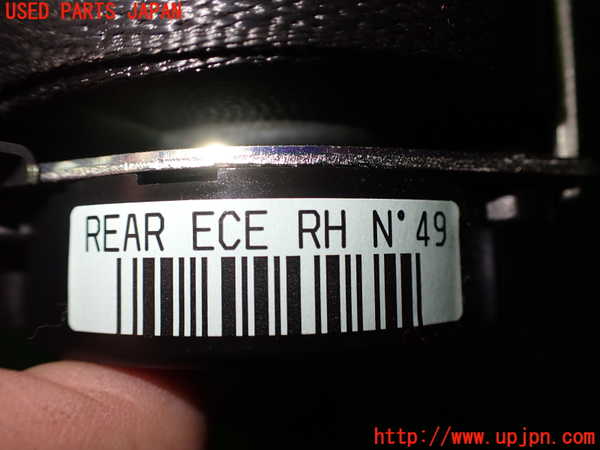 USED PARTS JAPAN
REAR ECE RH N°49
http://www.upjpn.com/